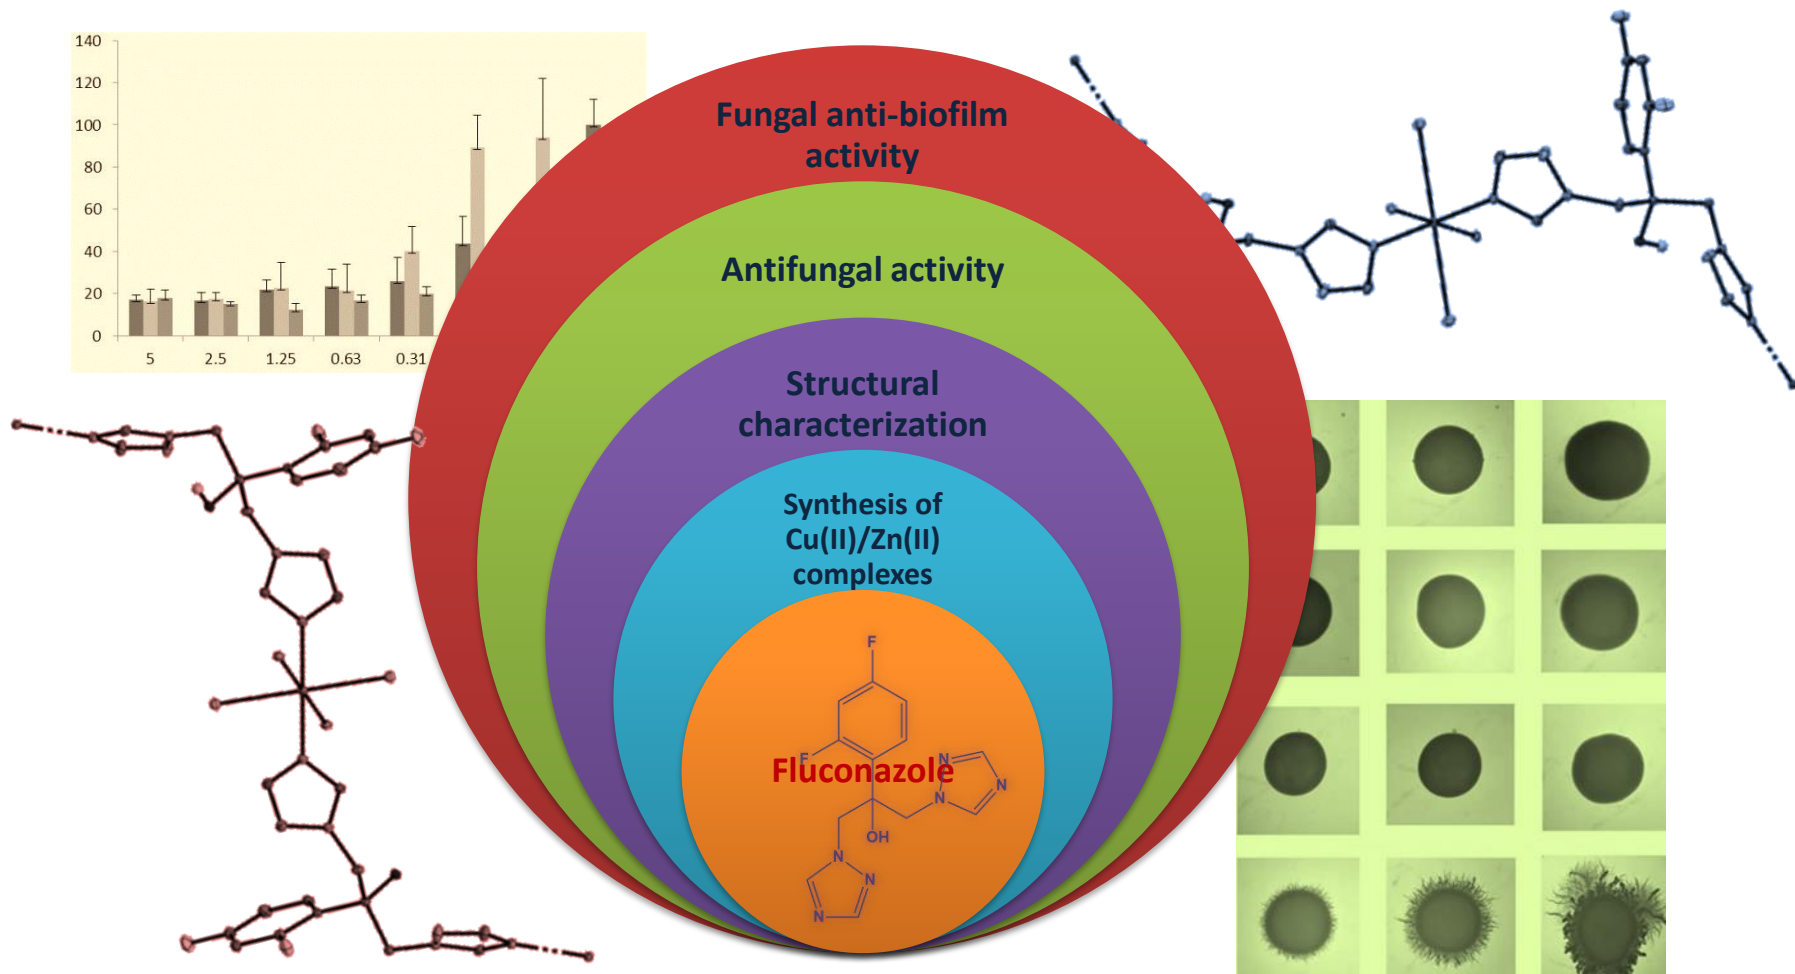 140
120
100
80
60
40
20
0
5 2.5 1.25 0.63 0.31
Fungal anti-biofilm
activity
Antifungal activity
Structural
characterization
Synthesis of
Cu(II)/Zn(II)
complexes
F
F
Fluconazole
N
N
N
OH
N
N
N